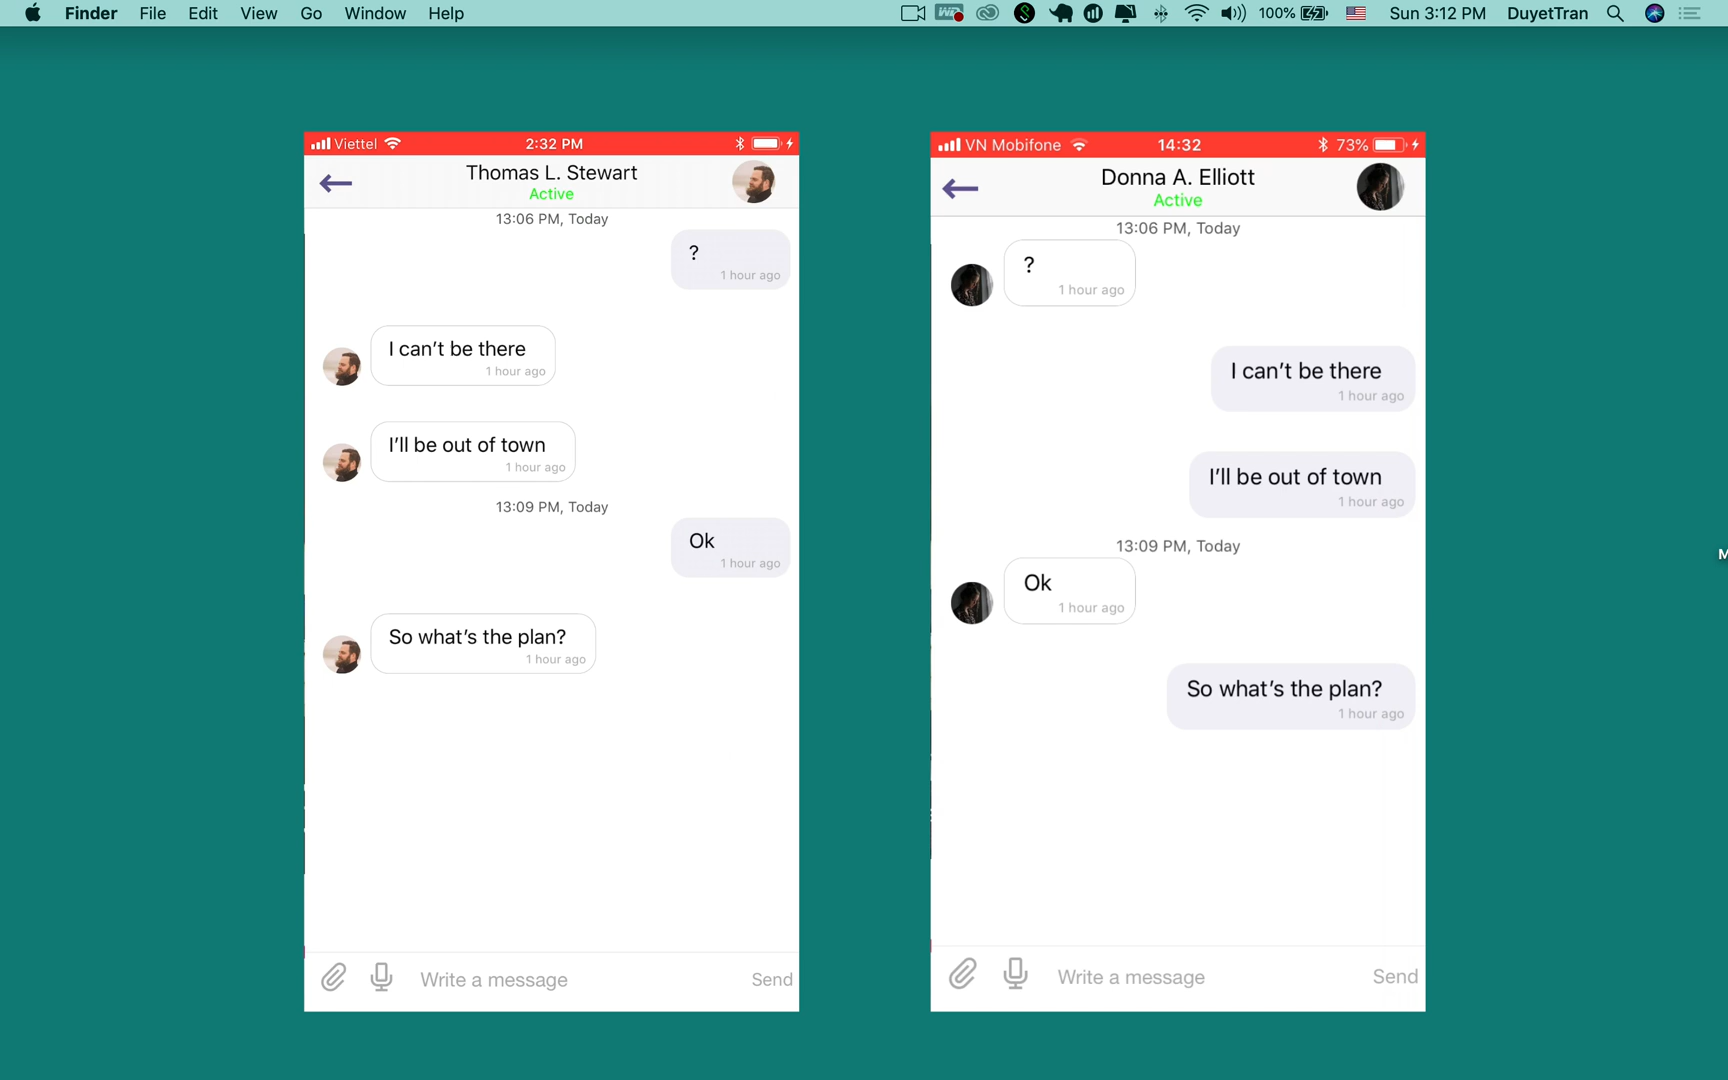 Finder File Edit View Go Window Help 100% Sun 3:12 PM DuyetTran
Viettel 2:32 PM
Thomas L. Stewart
Active
13:06 PM, Today
?
1 hour ago
I can't be there
1 hour ago
I'll be out of town
1 hour ago
13:09 PM, Today
Ok
1 hour ago
So what's the plan?
1 hour ago
Write a message Send
VN Mobifone 14:32 73%
Donna A. Elliott
Active
13:06 PM, Today
?
1 hour ago
I can't be there
1 hour ago
I'll be out of town
1 hour ago
13:09 PM, Today
Ok
1 hour ago
So what's the plan?
1 hour ago
Write a message Send